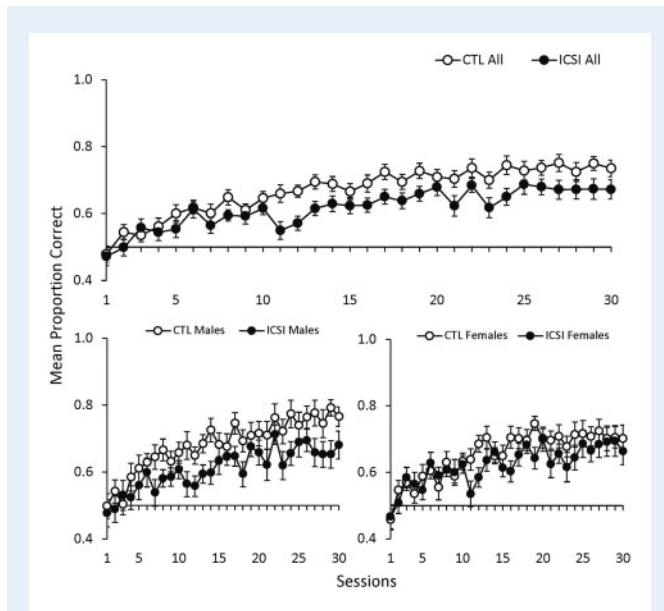 CTL All ICSI All
1.0
0.8
0.6
0.4
1 5 10 15 20 25 30
Mean Proportion Correct
CTL Males ICSI Males
1.0
0.8
0.6
0.4
1 5 10 15 20 25 30
CTL Females ICSI Females
1.0
0.8
0.6
0.4
1 5 10 15 20 25 30
Sessions